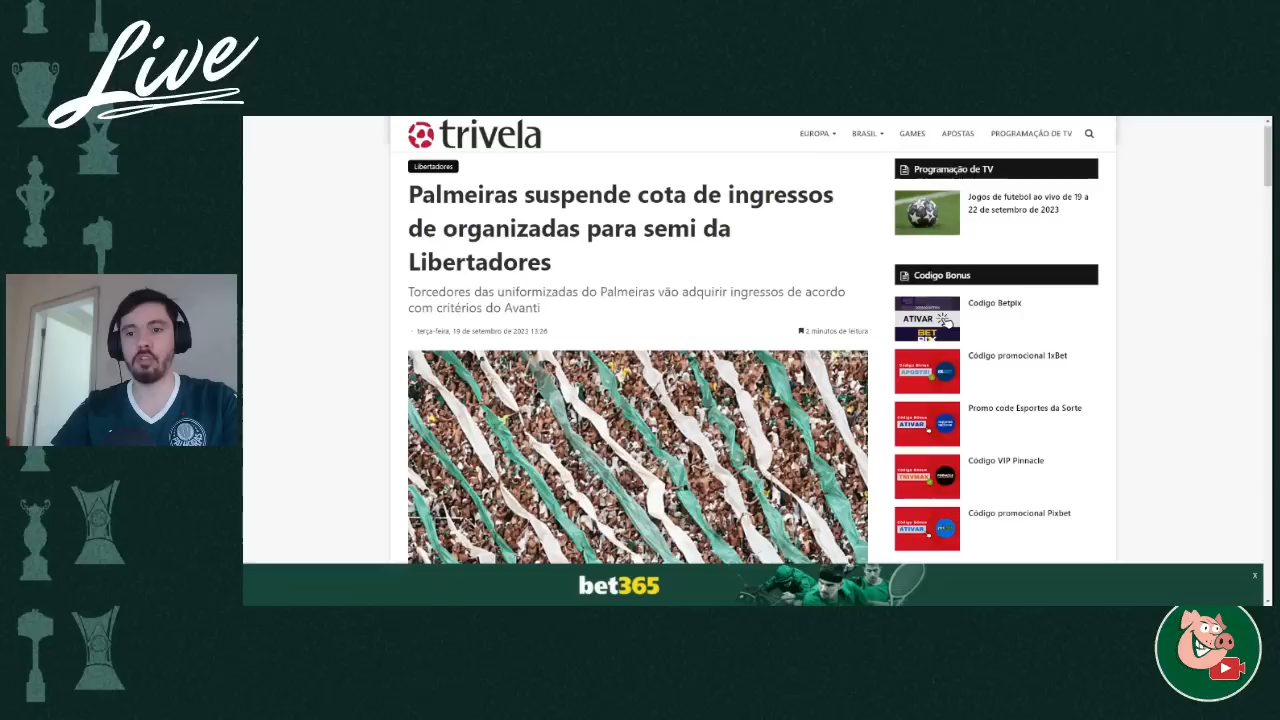 Live
trivela
EUROPA
BRASIL
GAMES
APOSTAS
PROGRAMAÇÃO DE TV
Libertadores
Palmeiras suspende cota de ingressos
de organizadas para semi da
Libertadores
Torcedores das uniformizadas do Palmeiras vão adquirir ingressos de acordo
com critérios do Avanti
terça-feira, 19 de setembro de 2023 13:26
2 minutos de leitura
Programação de TV
Jogos de futebol ao vivo de 19 a
22 de setembro de 2023
Codigo Bonus
ATIVAR
BET
PIX
Codigo Betpix
Código promocional 1xBet
ATIVAR
Promo code Esportes da Sorte
Código VIP Pinnacle
ATIVAR
Código promocional Pixbet
bet365
x